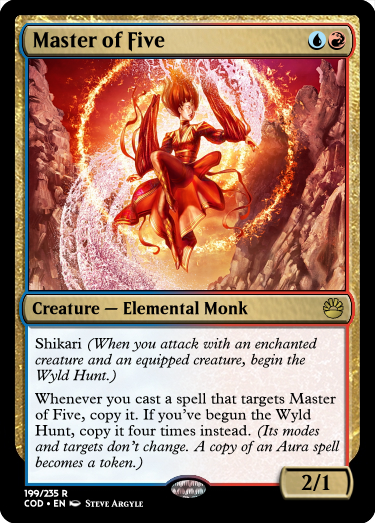 Master of Five
Creature — Elemental Monk
Shikari (When you attack with an enchanted
creature and an equipped creature, begin the
Wyld Hunt.)
Whenever you cast a spell that targets Master
of Five, copy it. If you've begun the Wyld
Hunt, copy it four times instead. (Its modes
and targets don't change. A copy of an Aura spell
becomes a token.)
2/1
199/235 R
COD • EN Steve Argyle